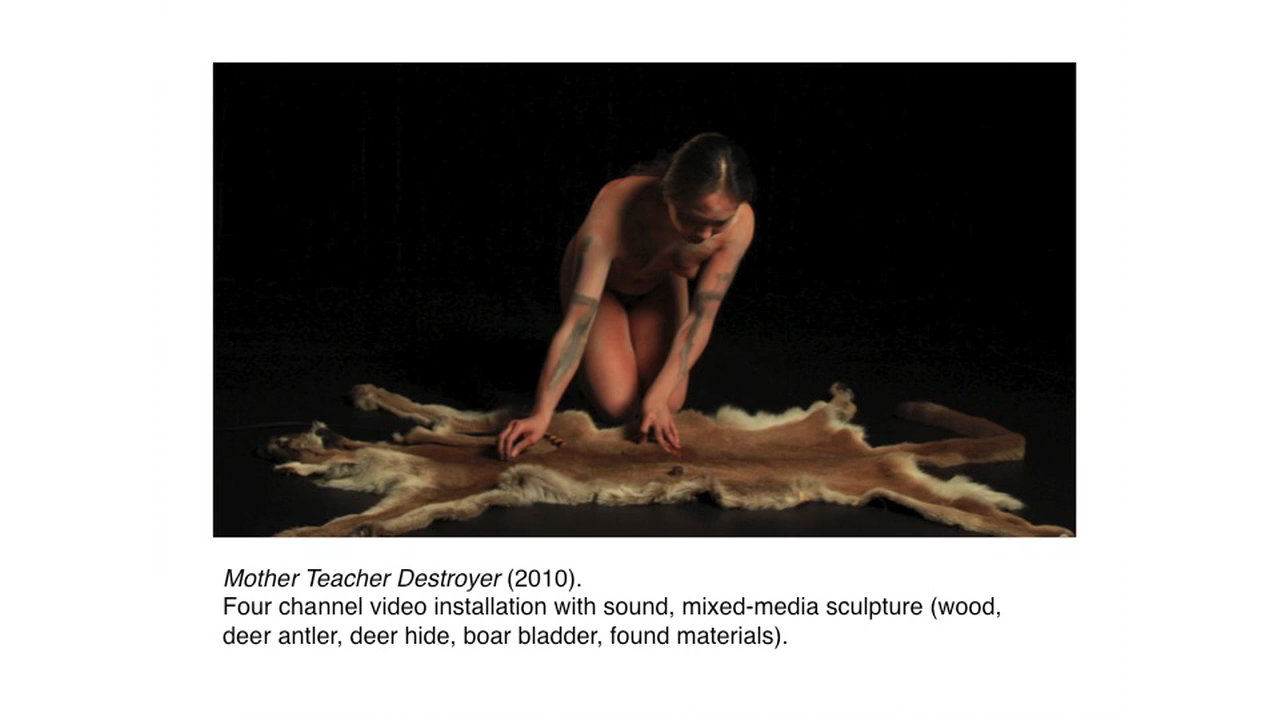 Mother Teacher Destroyer (2010).
Four channel video installation with sound, mixed-media sculpture (wood,
deer antler, deer hide, boar bladder, found materials).